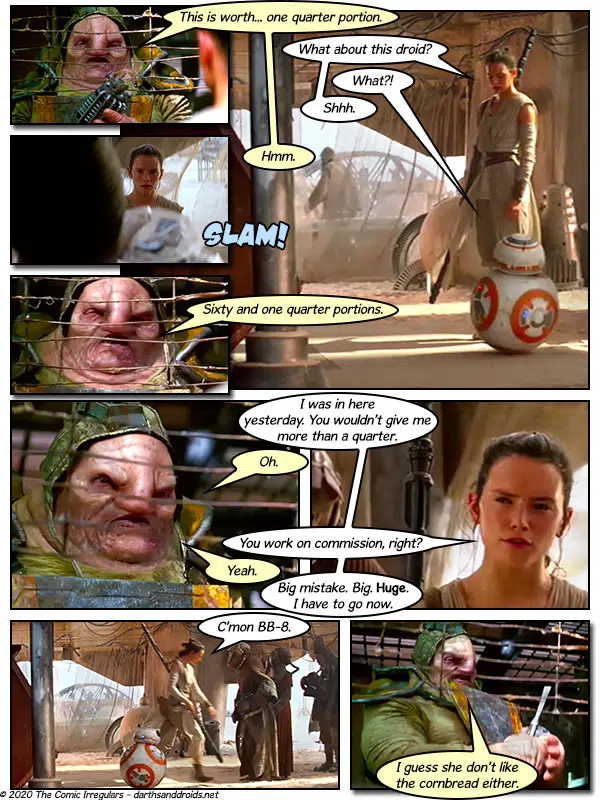 This is worth... one quarter portion.
Hmm.
What about this droid?
What?!
Shhh.
SLAM!
Sixty and one quarter portions.
I was in here
yesterday. You wouldn't give me
more than a quarter.
Oh.
You work on commission, right?
Yeah.
Big mistake. Big. Huge.
I have to go now.
C'mon BB-8.
I guess she don't like
the cornbread either.
© 2020 The Comic Irregulars - darthsanddroids.net